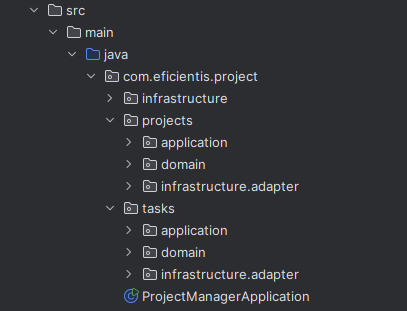 src
main
java
com.eficientis.project
infrastructure
projects
application
domain
infrastructure.adapter
tasks
application
domain
infrastructure.adapter
ProjectManagerApplication